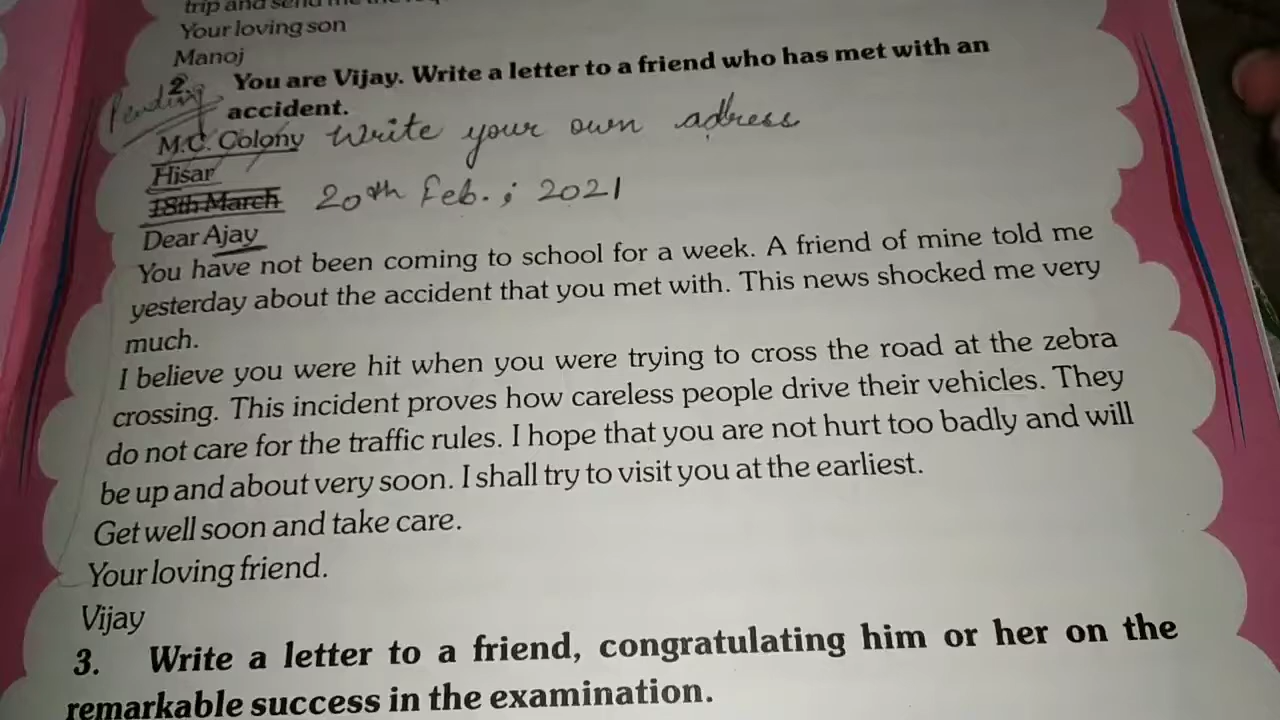 trip and send me the
Your loving son
Manoj
2. You are Vijay. Write a letter to a friend who has met with an
Pending
accident.
M.C. Colony Write your own adress
Hisar
18th March 20th Feb. ; 2021
Dear Ajay
You have not been coming to school for a week. A friend of mine told me
yesterday about the accident that you met with. This news shocked me very
much.
I believe you were hit when you were trying to cross the road at the zebra
crossing. This incident proves how careless people drive their vehicles. They
do not care for the traffic rules. I hope that you are not hurt too badly and will
be up and about very soon. I shall try to visit you at the earliest.
Get well soon and take care.
Your loving friend.
Vijay
3. Write a letter to a friend, congratulating him or her on the
remarkable success in the examination.